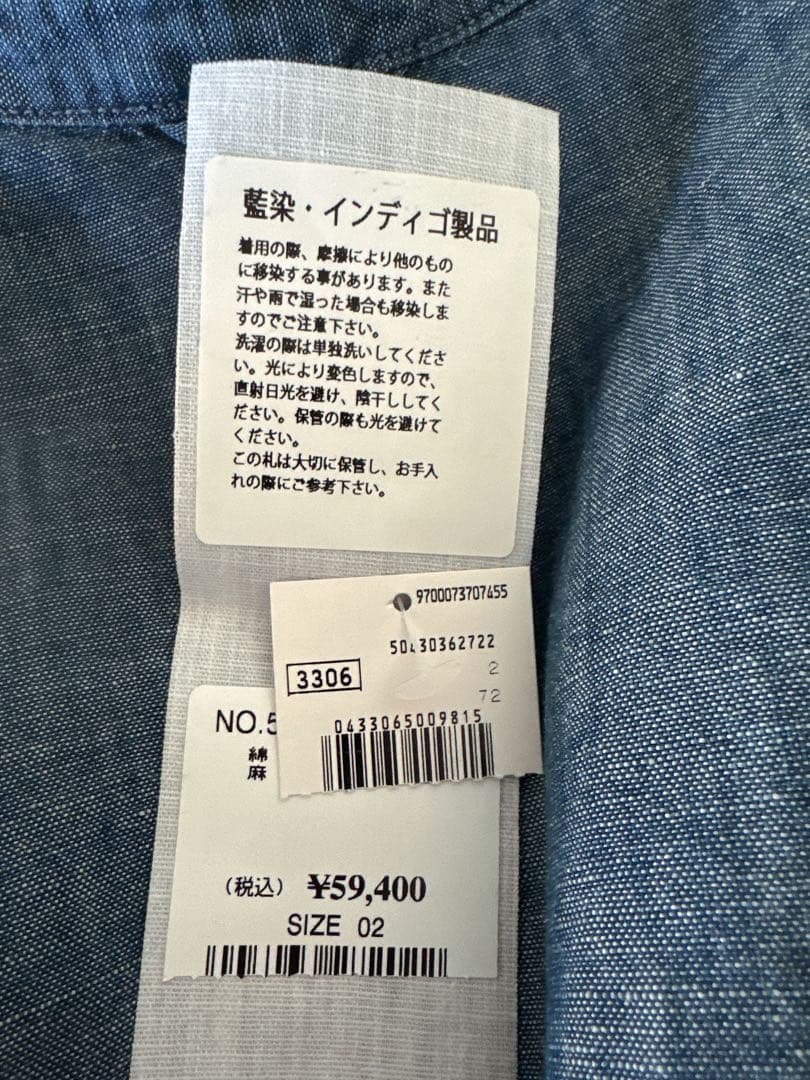 藍染・インディゴ製品
着用の際、摩擦により他のもの
に移染する事があります。また
汗や雨で湿った場合も移染しま
すのでご注意下さい。
洗濯の際は単独洗いしてくださ
い。光により変色しますので、
直射日光を避け、陰干ししてく
ださい。保管の際も光を避けて
ください。
この札は大切に保管し、お手入
れの際にご参考下さい。
9700073707455
50430362722
3306
2
72
0433065009815
NO.5
綿
麻
(税込) ¥59,400
SIZE 02